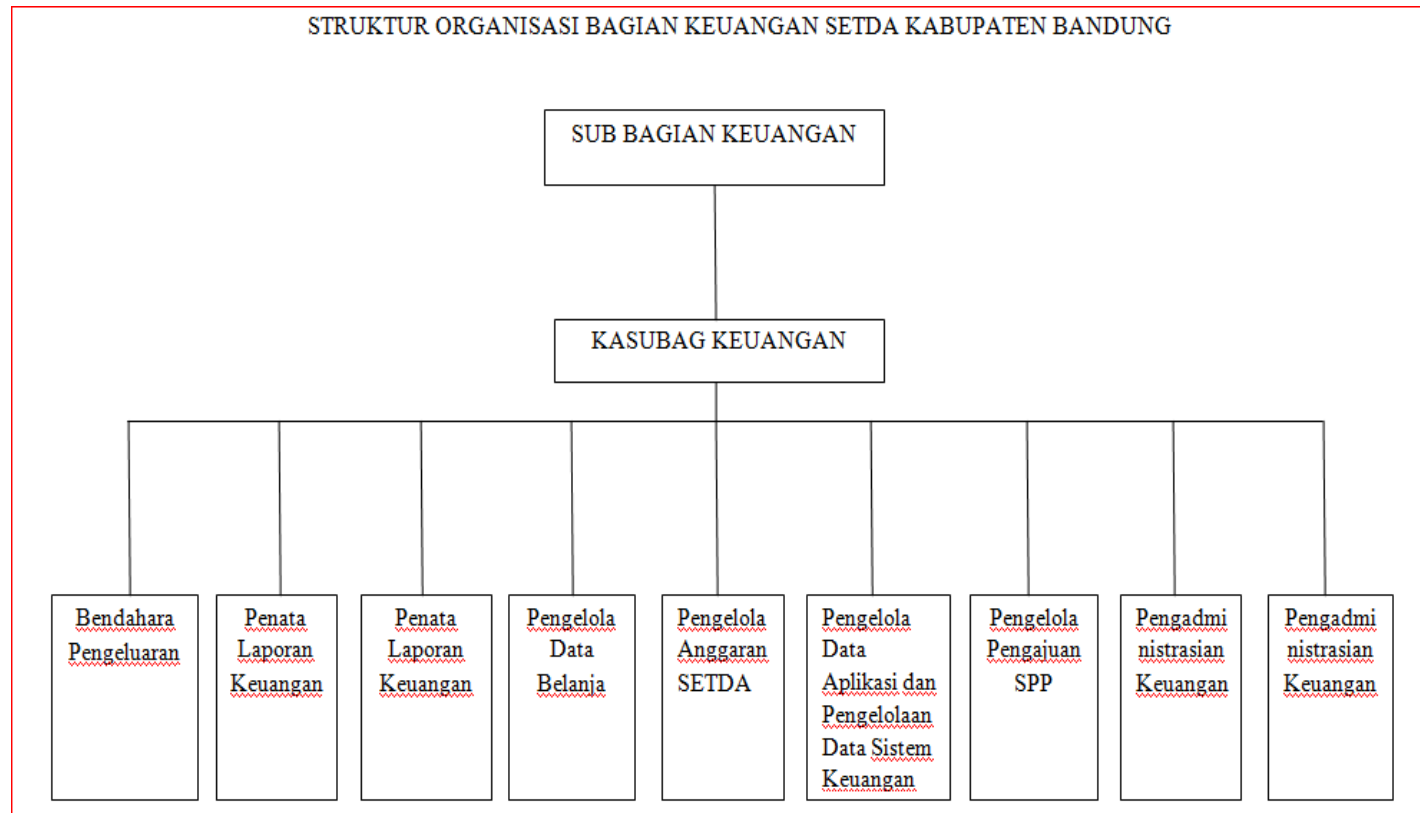 STRUKTUR ORGANISASI BAGIAN KEUANGAN SETDA KABUPATEN BANDUNG
SUB BAGIAN KEUANGAN
KASUBAG KEUANGAN
Bendahara
Pengeluaran
Penata
Laporan
Keuangan
Penata
Laporan
Keuangan
Pengelola
Data
Belanja
Pengelola
Anggaran
SETDA
Pengelola
Data
Aplikasi dan
Pengelolaan
Data Sistem
Keuangan
Pengelola
Pengajuan
SPP
Pengadmi
nistrasian
Keuangan
Pengadmi
nistrasian
Keuangan